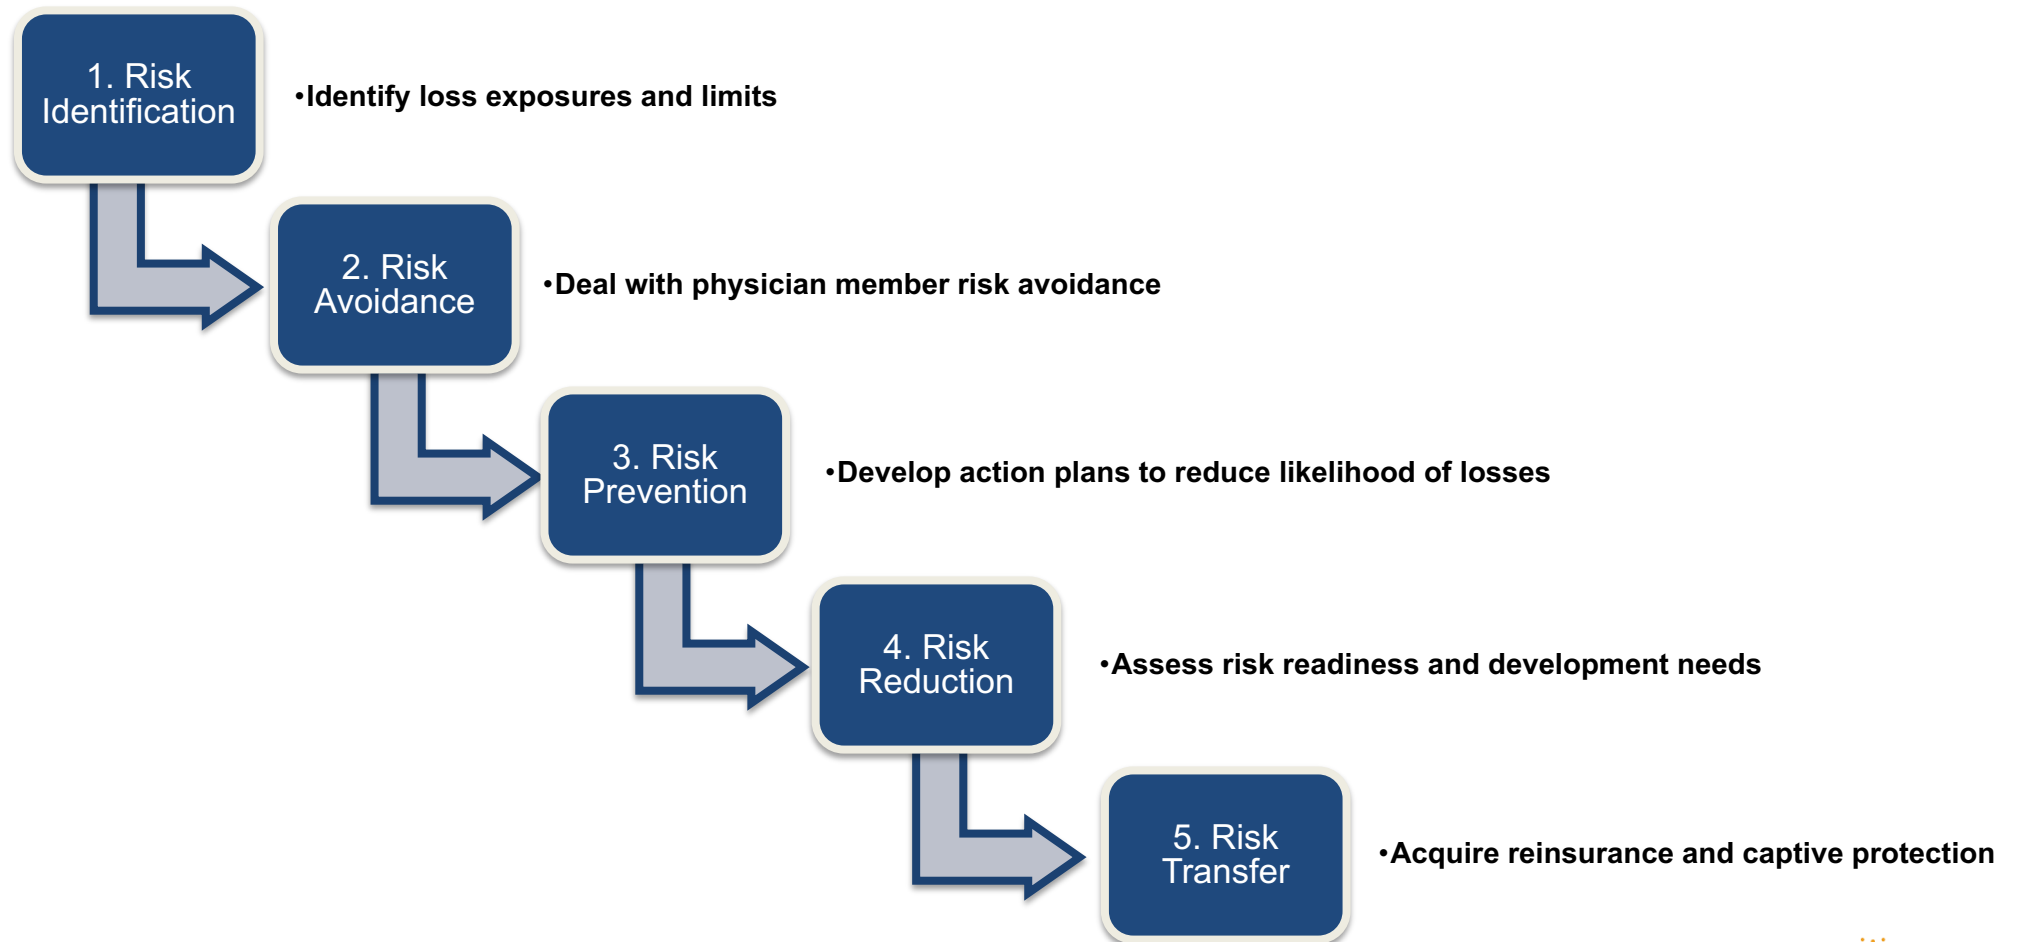 1. Risk
Identification
•Identify loss exposures and limits
2. Risk
Avoidance
•Deal with physician member risk avoidance
3. Risk
Prevention
•Develop action plans to reduce likelihood of losses
4. Risk
Reduction
•Assess risk readiness and development needs
5. Risk
Transfer
•Acquire reinsurance and captive protection